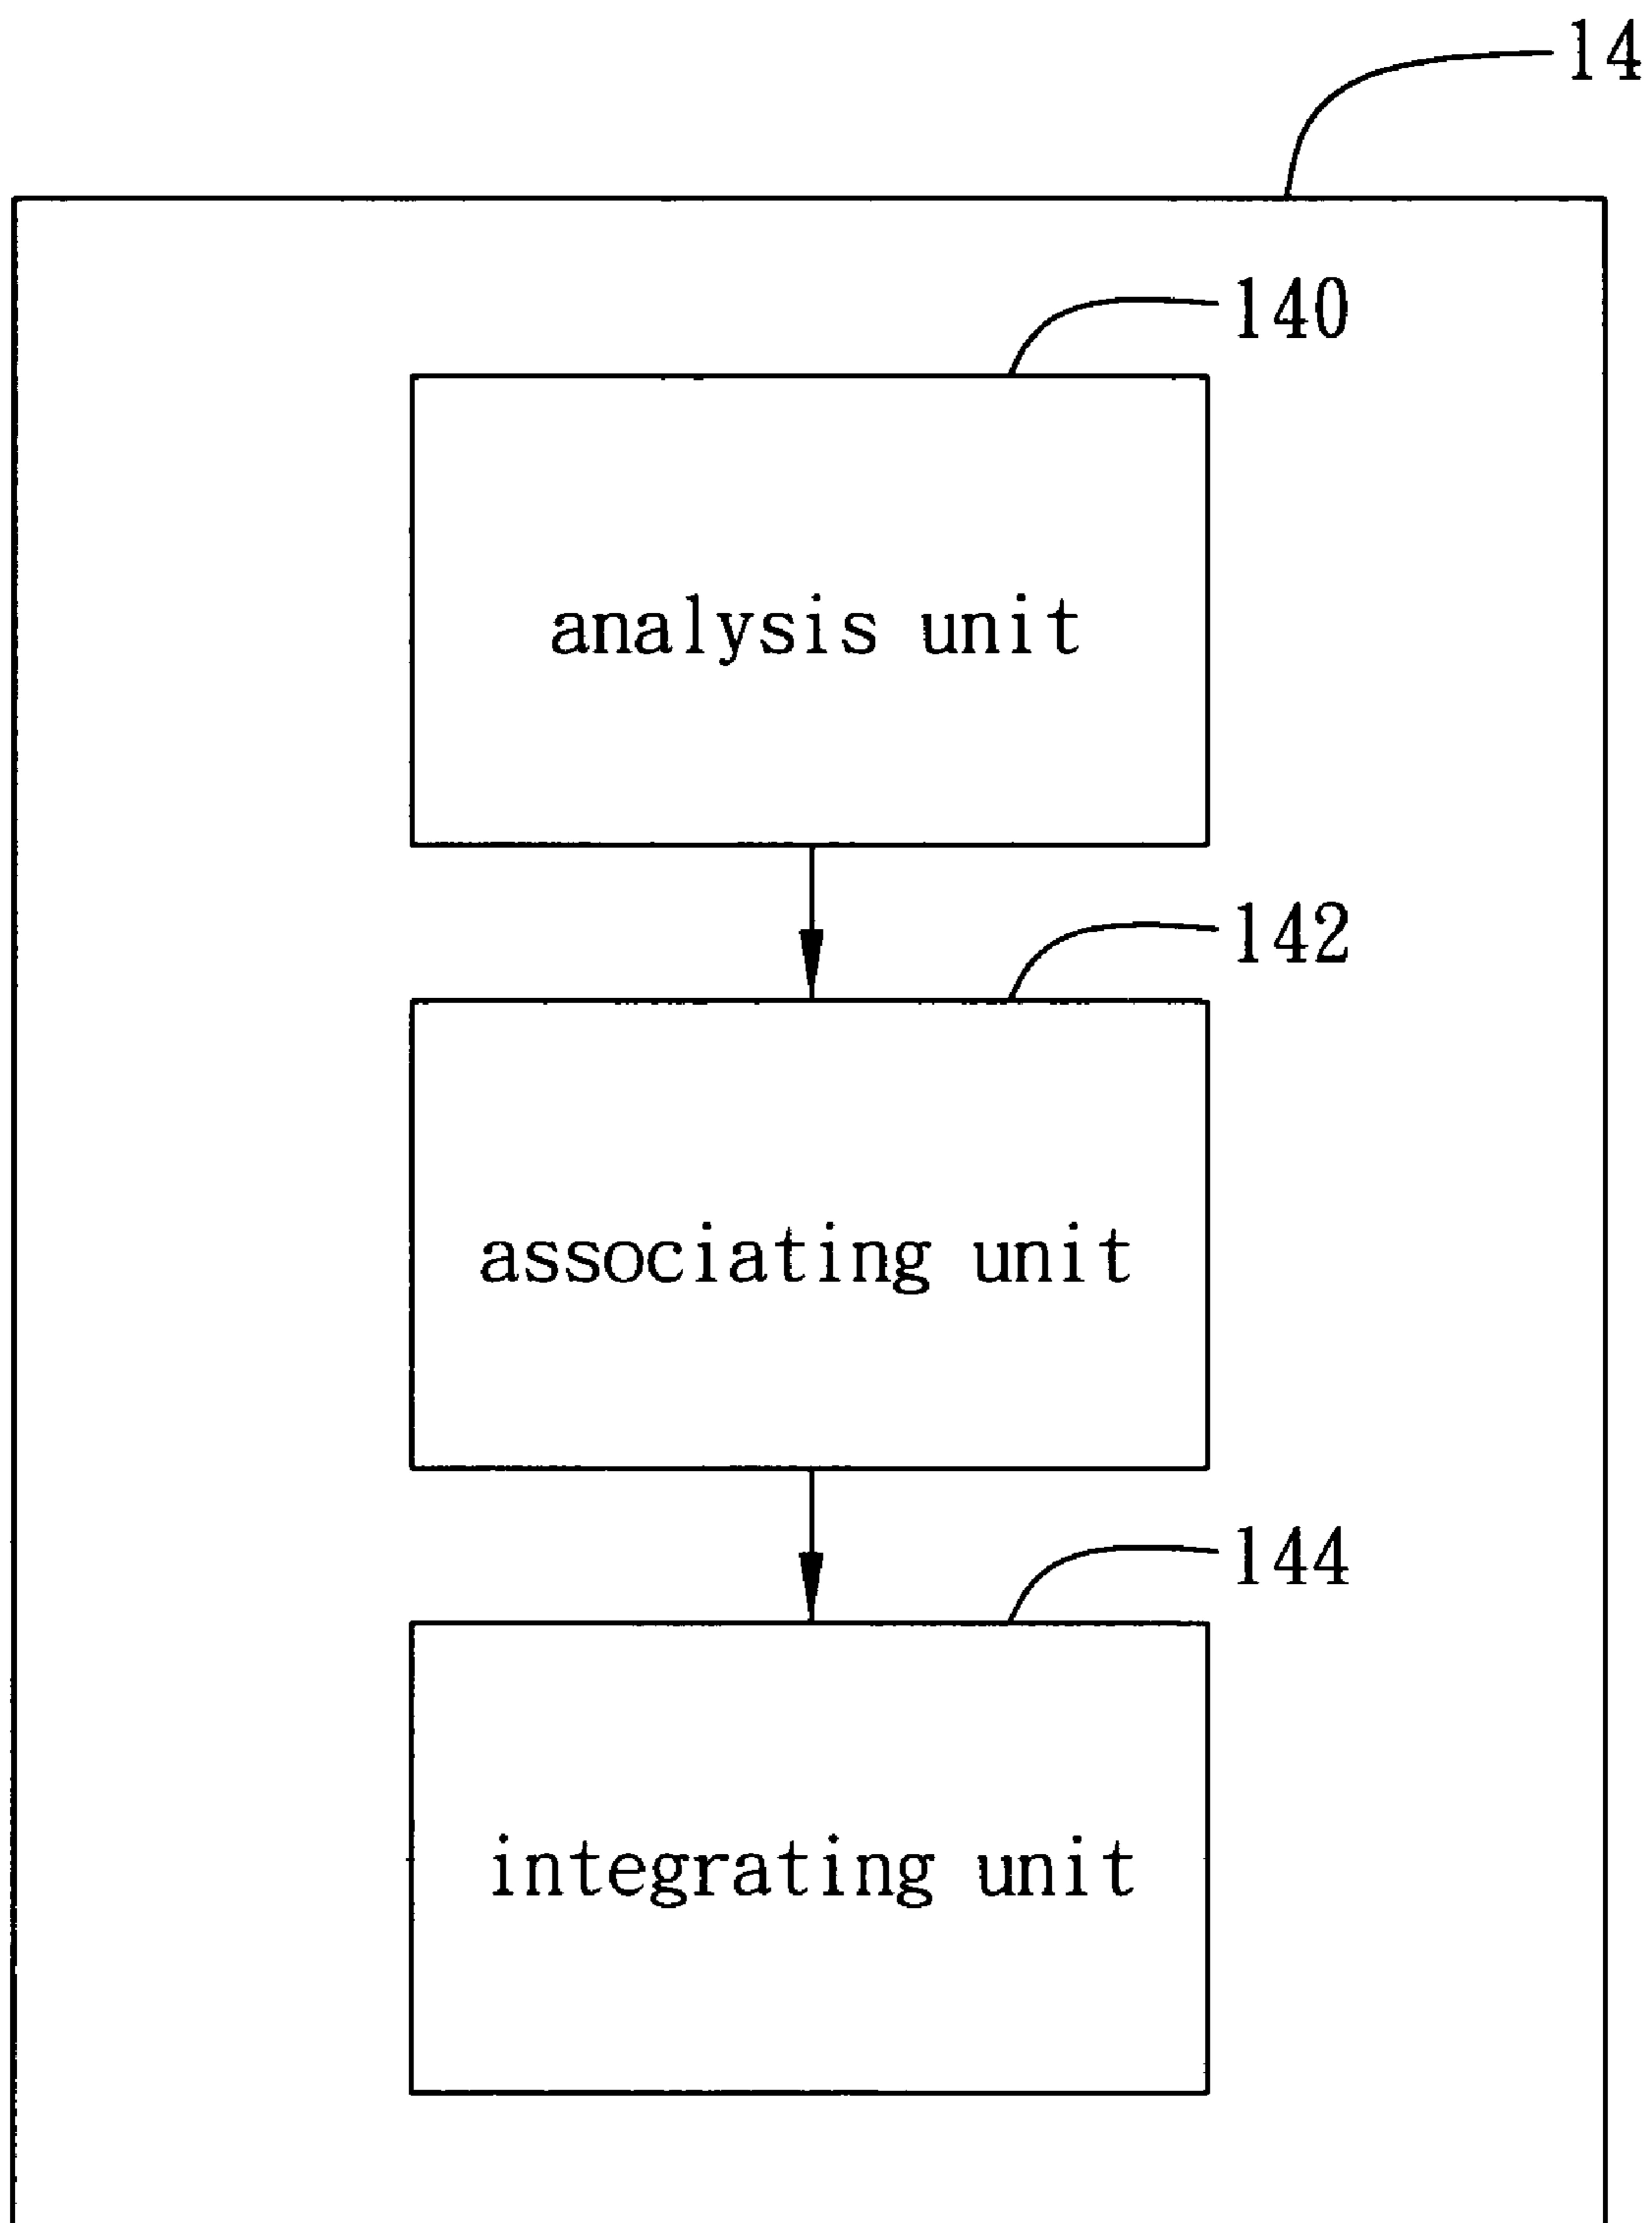 14
140
analysis unit
142
associating unit
144
integrating unit